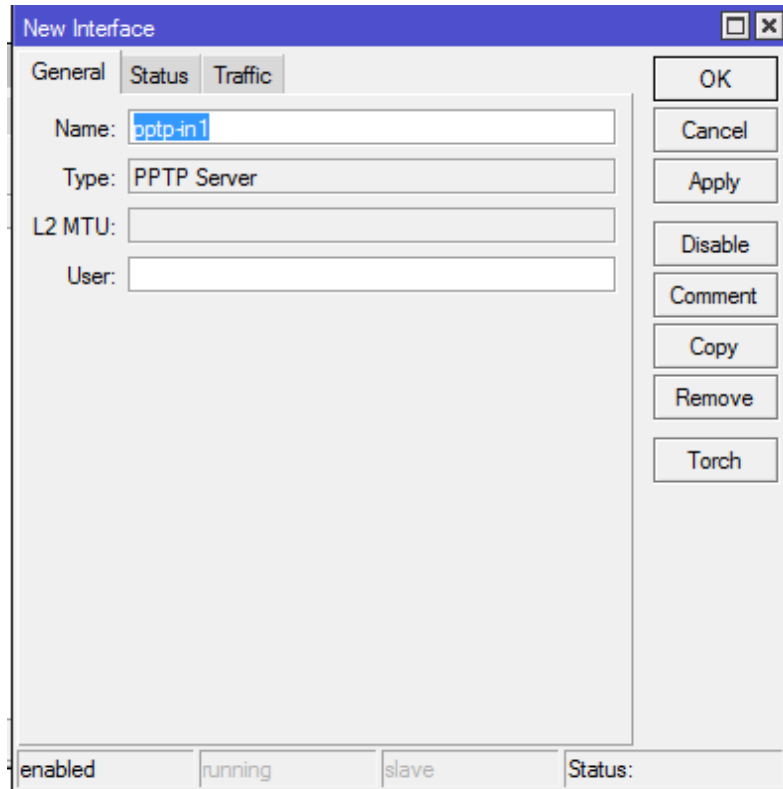 New Interface
General Status Traffic
Name: pptp-in1
Type: PPTP Server
L2 MTU:
User:
OK
Cancel
Apply
Disable
Comment
Copy
Remove
Torch
enabled running slave Status: